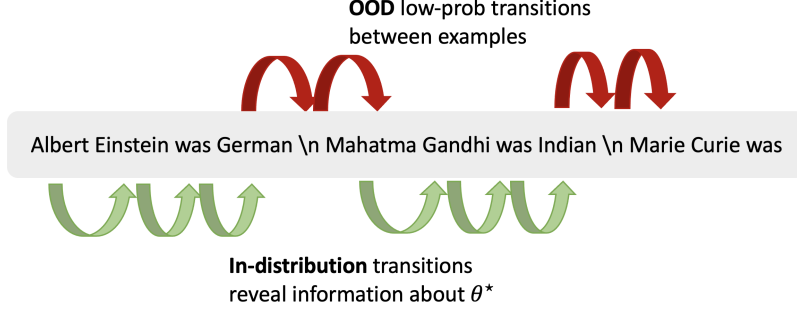 OOD low-prob transitions
between examples
Albert Einstein was German \n Mahatma Gandhi was Indian \n Marie Curie was
In-distribution transitions
reveal information about θ*